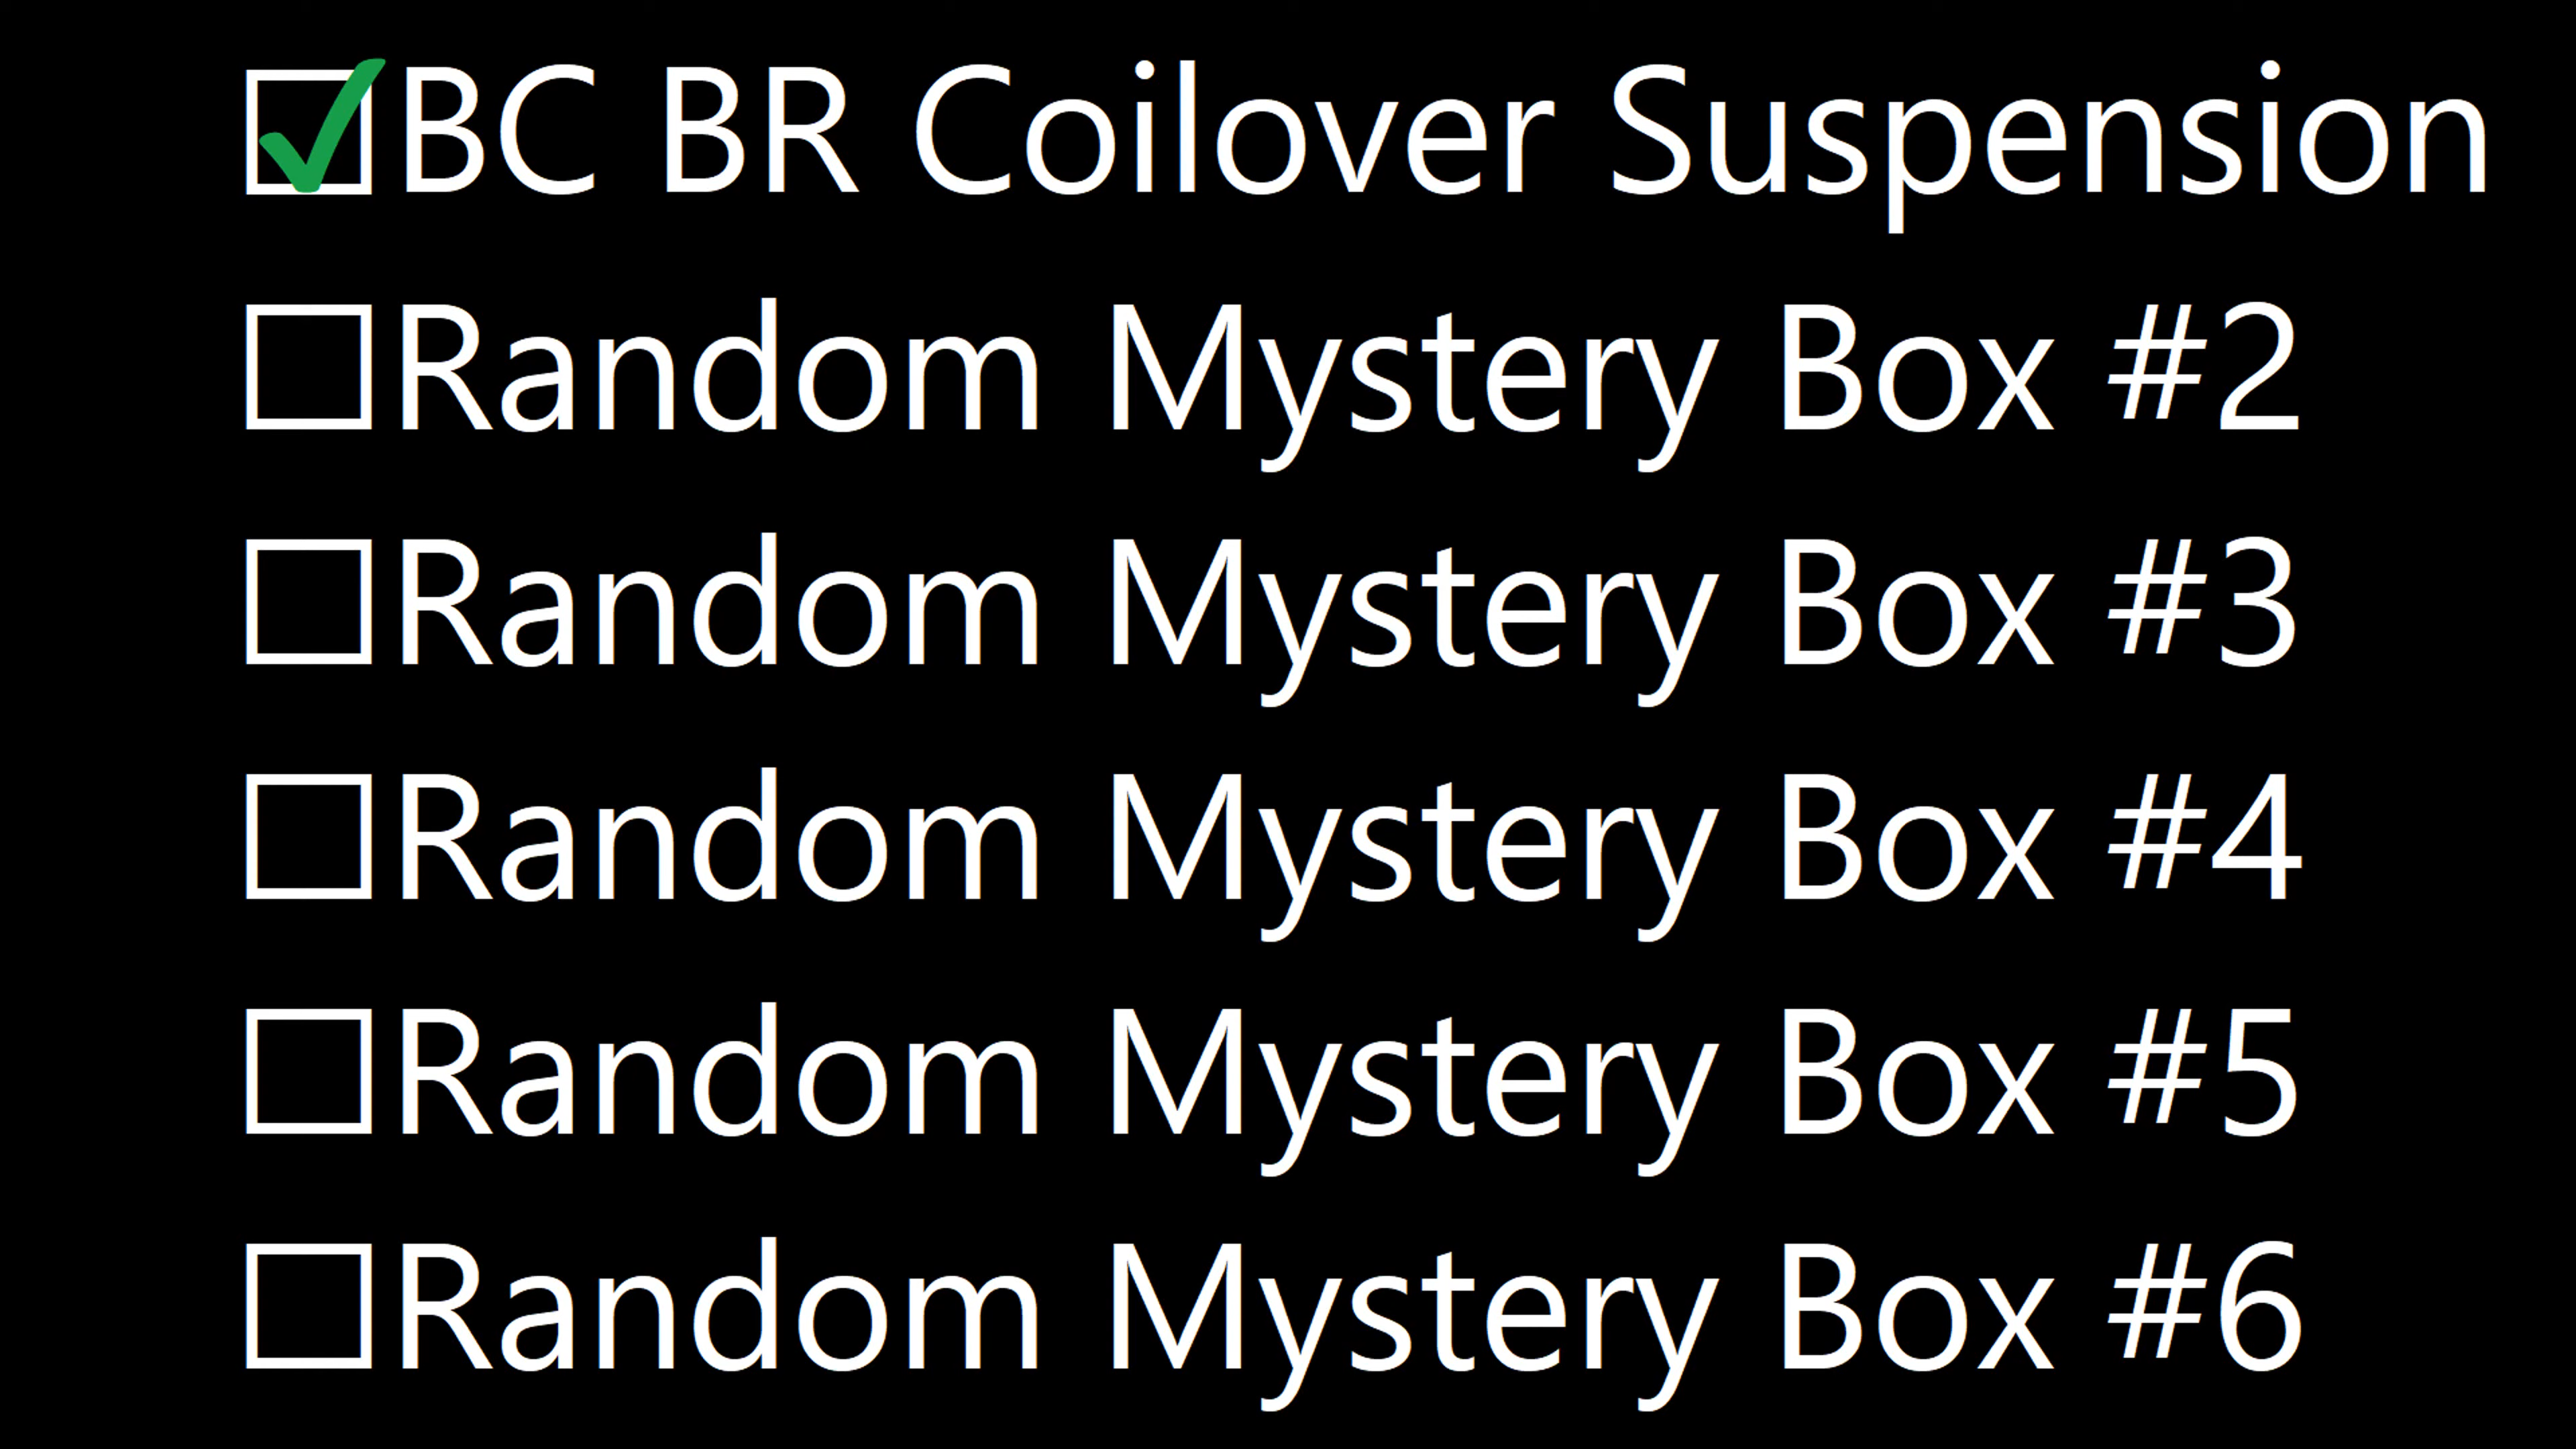 BC BR Coilover Suspension
Random Mystery Box #2
Random Mystery Box #3
Random Mystery Box #4
Random Mystery Box #5
Random Mystery Box #6